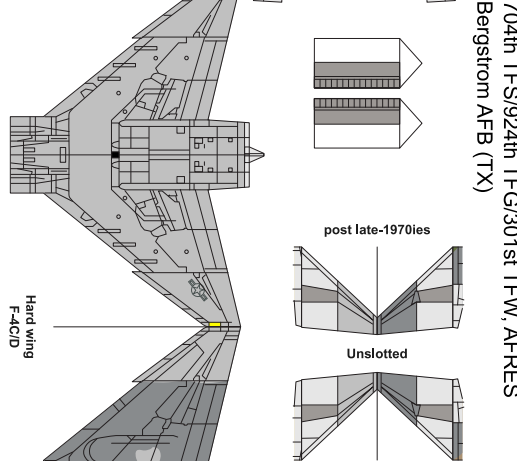 704th TFS/924th TFG/301st TFW, AFRES
Bergstrom AFB (TX)
post late-1970ies
Unslotted
Hard wing
F-4C/D